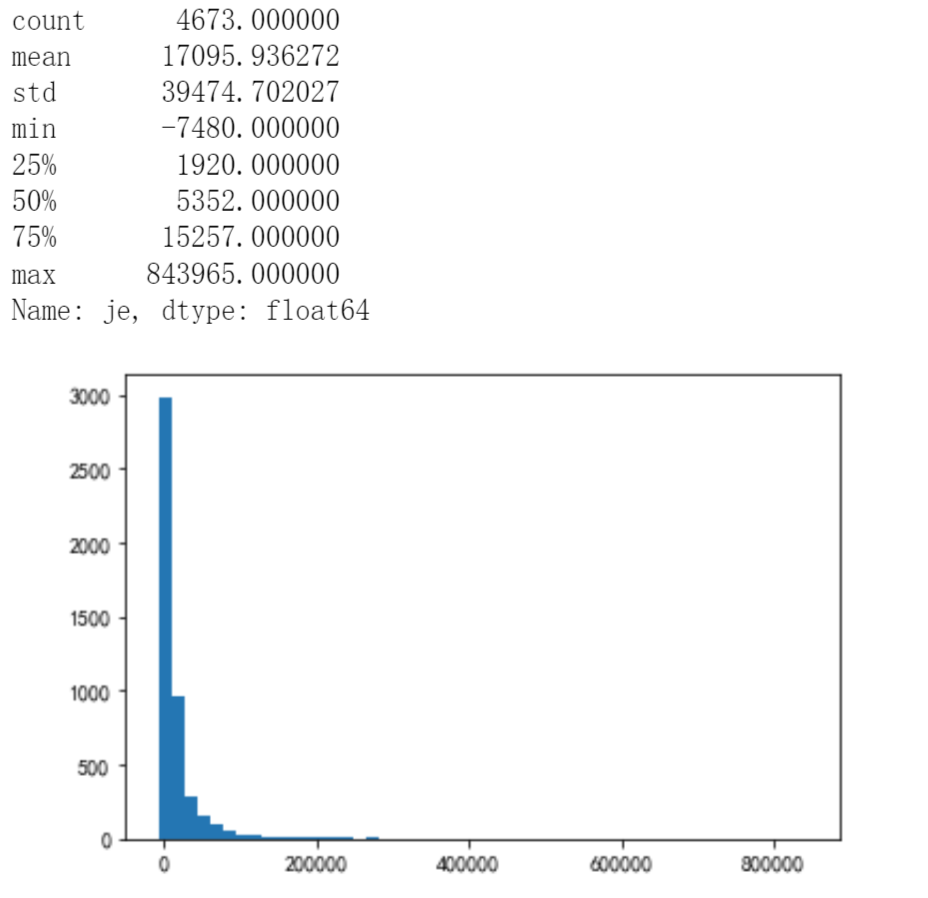 count 4673.000000
mean 17095.936272
std 39474.702027
min -7480.000000
25% 1920.000000
50% 5352.000000
75% 15257.000000
max 843965.000000
Name: je, dtype: float64
3000
2500
2000
1500
1000
500
0
0 200000 400000 600000 800000